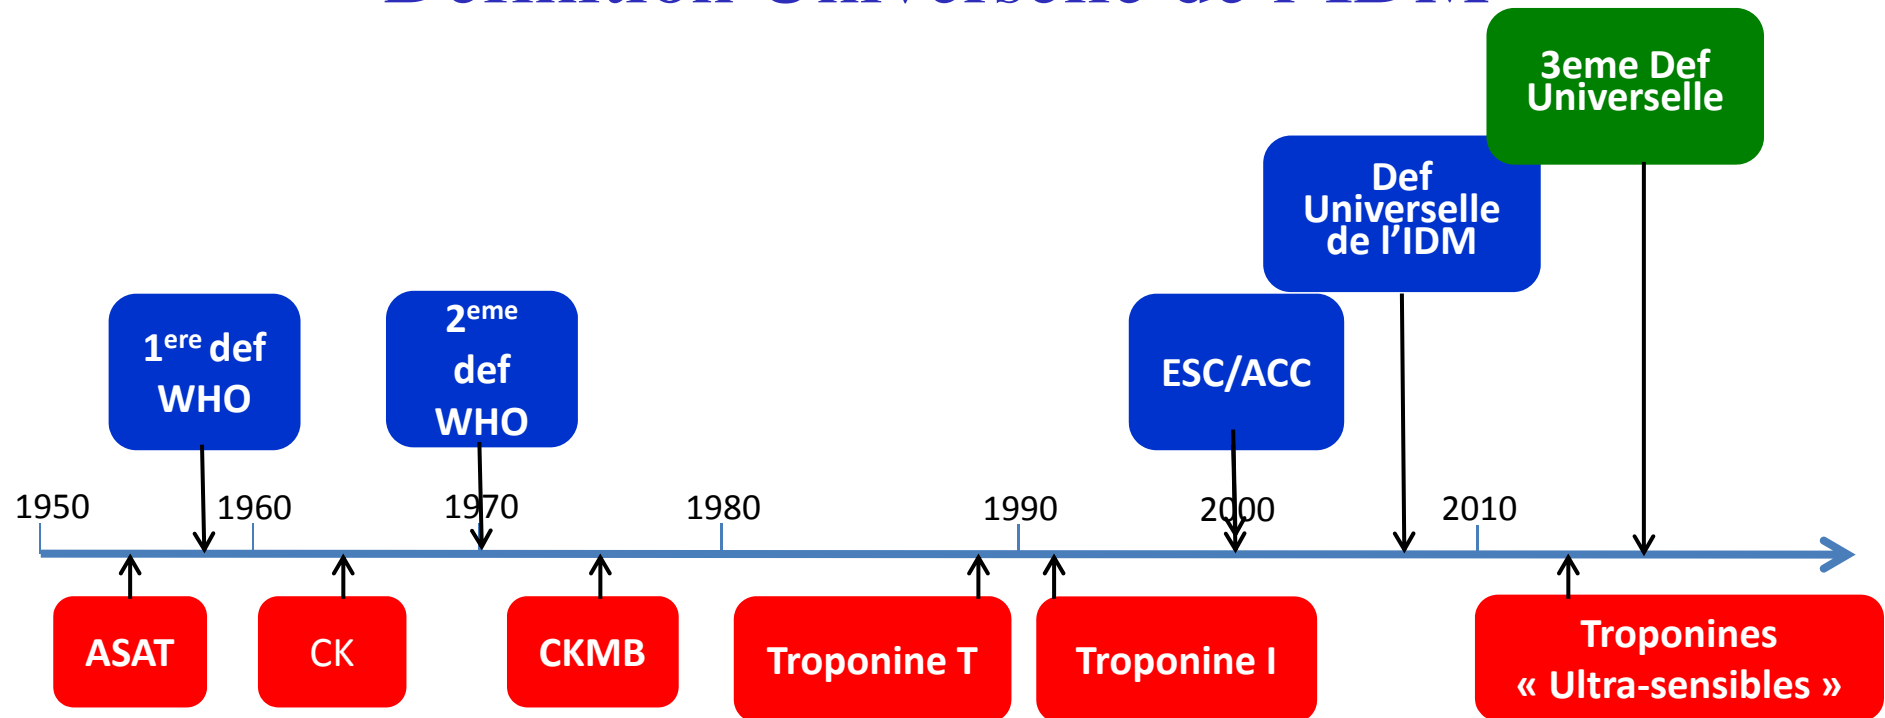 3eme Def
Universelle
Def
Universelle
de l’IDM
1ere def
WHO
2eme
def
WHO
ESC/ACC
1950
1960
1970
1980
1990
2000
2010
ASAT
CK
CKMB
Troponine T
Troponine I
Troponines
« Ultra-sensibles »